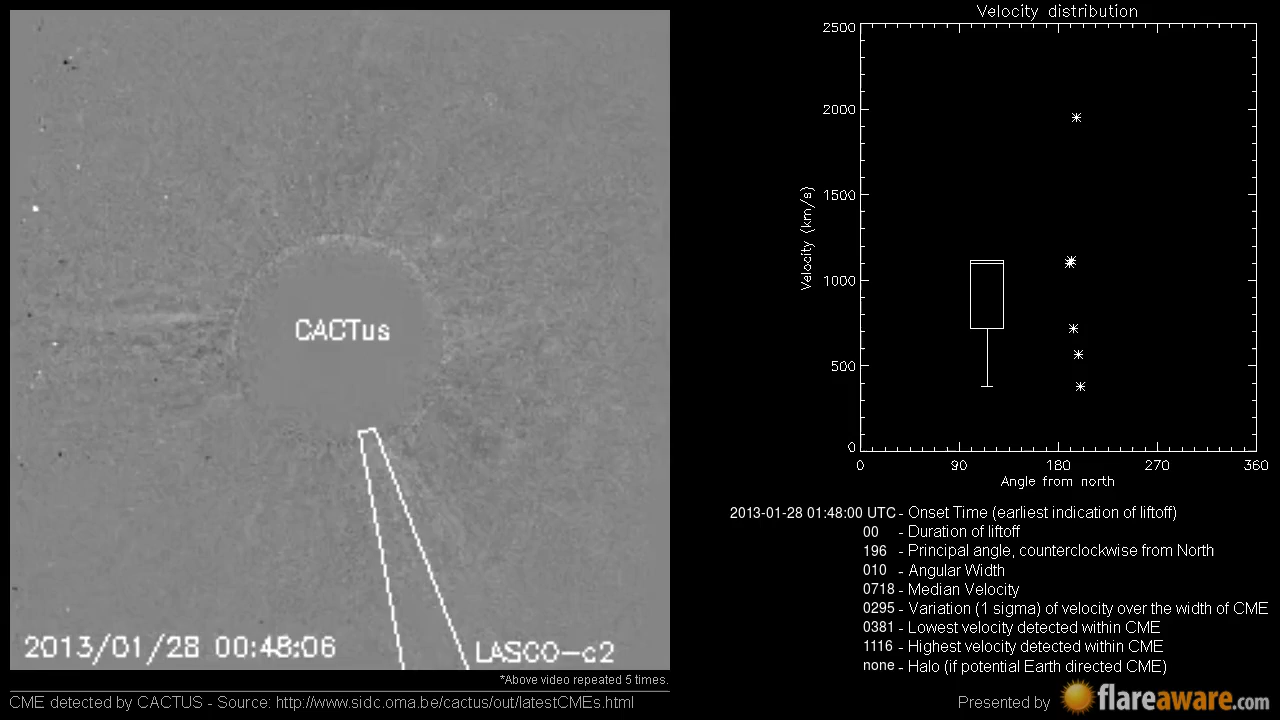 Velocity distribution
2500
2000
1500
1000
500
0
Velocity (km/s)
0 90 180 270 360
Angle from north
CACTus
2013/01/28 00:48:06
LASCO-c2
*Above video repeated 5 times.
2013-01-28 01:48:00 UTC - Onset Time (earliest indication of liftoff)
00 - Duration of liftoff
196 - Principal angle, counterclockwise from North
010 - Angular Width
0718 - Median Velocity
0295 - Variation (1 sigma) of velocity over the width of CME
0381 - Lowest velocity detected within CME
1116 - Highest velocity detected within CME
none - Halo (if potential Earth directed CME)
CME detected by CACTUS - Source: http://www.sidc.oma.be/cactus/out/latestCMEs.html
Presented by flareaware.com